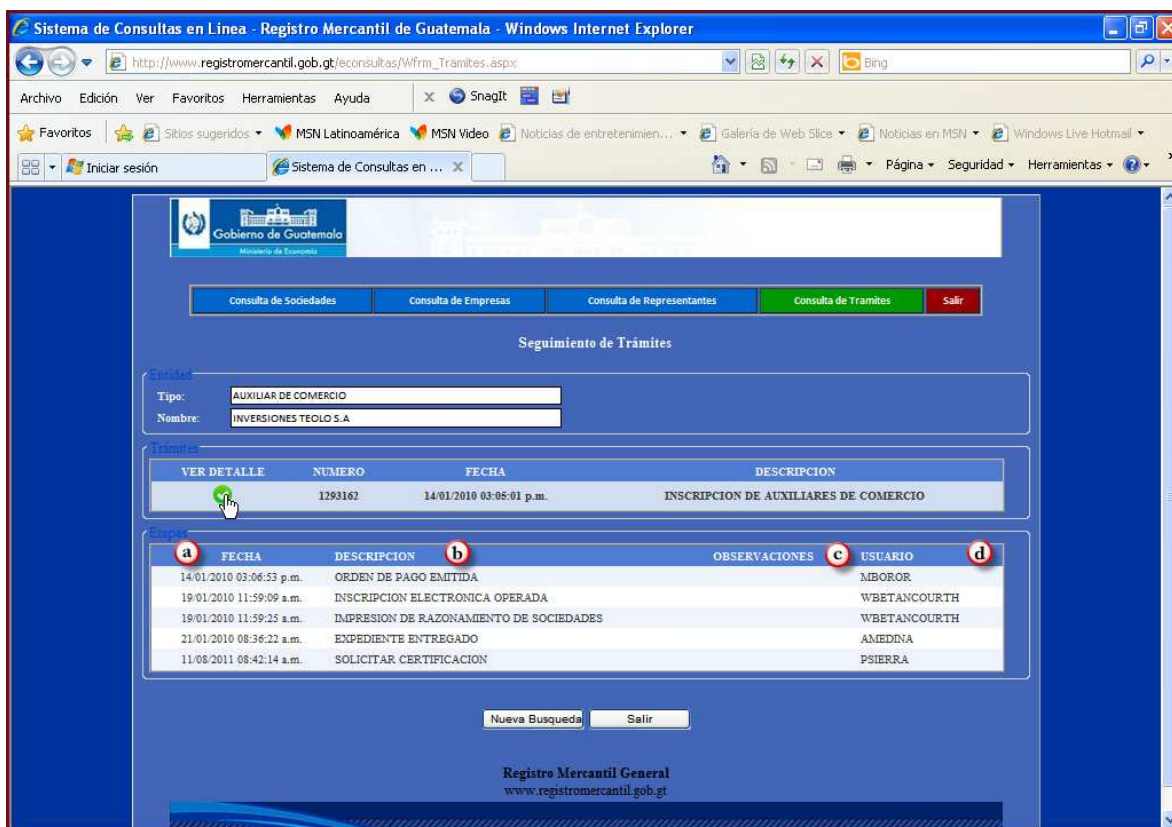 Sistema de Consultas en Linea - Registro Mercantil de Guatemala - Windows Internet Explorer
http://www.registromercantil.gob.gt/econsultas/Wfrm_Tramites.aspx Bing
Archivo Edición Ver Favoritos Herramientas Ayuda x SnagIt
Favoritos Sitios sugeridos MSN Latinoamérica MSN Video Noticias de entretenimien... Galería de Web Slice Noticias en MSN Windows Live Hotmail
Iniciar sesión Sistema de Consultas en ... X Página Seguridad Herramientas
Gobierno de Guatemala
Ministerio de Economía
Consulta de Sociedades Consulta de Empresas Consulta de Representantes Consulta de Tramites Salir
Seguimiento de Trámites
Entidad
Tipo: AUXILIAR DE COMERCIO
Nombre: INVERSIONES TEOLO S.A
Trámites
VER DETALLE NUMERO FECHA DESCRIPCION
1293162 14/01/2010 03:05:01 p.m. INSCRIPCION DE AUXILIARES DE COMERCIO
Etapas
a FECHA DESCRIPCION b OBSERVACIONES c USUARIO d
14/01/2010 03:06:53 p.m. ORDEN DE PAGO EMITIDA MBOROR
19/01/2010 11:59:09 a.m. INSCRIPCION ELECTRONICA OPERADA WBETANCOURTH
19/01/2010 11:59:25 a.m. IMPRESION DE RAZONAMIENTO DE SOCIEDADES WBETANCOURTH
21/01/2010 08:36:22 a.m. EXPEDIENTE ENTREGADO AMEDINA
11/08/2011 08:42:14 a.m. SOLICITAR CERTIFICACION PSIERRA
Nueva Busqueda Salir
Registro Mercantil General
www.registromercantil.gob.gt